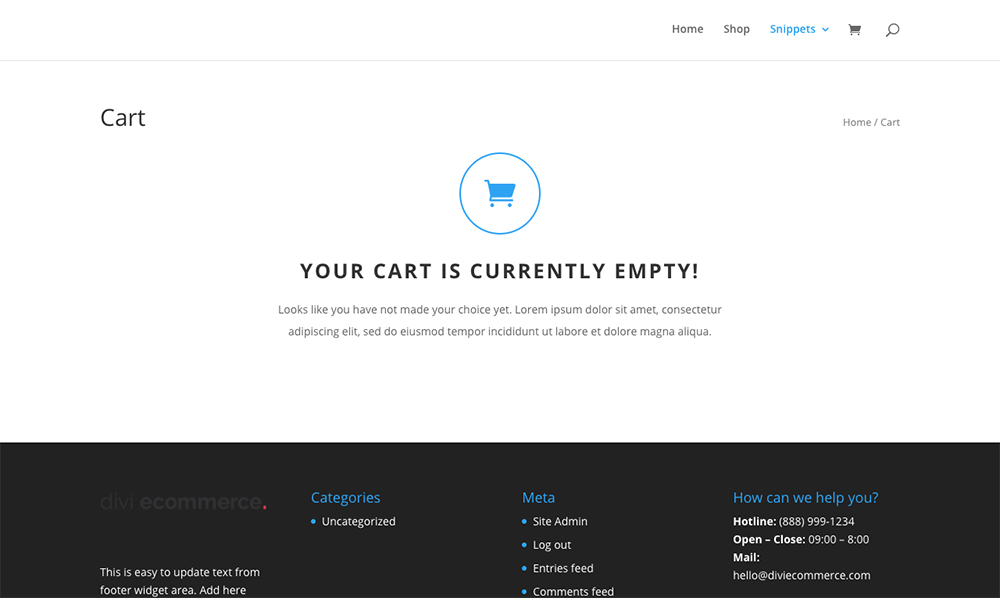 Home Shop Snippets
Cart
Home / Cart
YOUR CART IS CURRENTLY EMPTY!
Looks like you have not made your choice yet. Lorem ipsum dolor sit amet, consectetur
adipiscing elit, sed do eiusmod tempor incididunt ut labore et dolore magna aliqua.
divi ecommerce.
This is easy to update text from
footer widget area. Add here
Categories
Uncategorized
Meta
Site Admin
Log out
Entries feed
Comments feed
How can we help you?
Hotline: (888) 999-1234
Open – Close: 09:00 – 8:00
Mail:
hello@diviecommerce.com